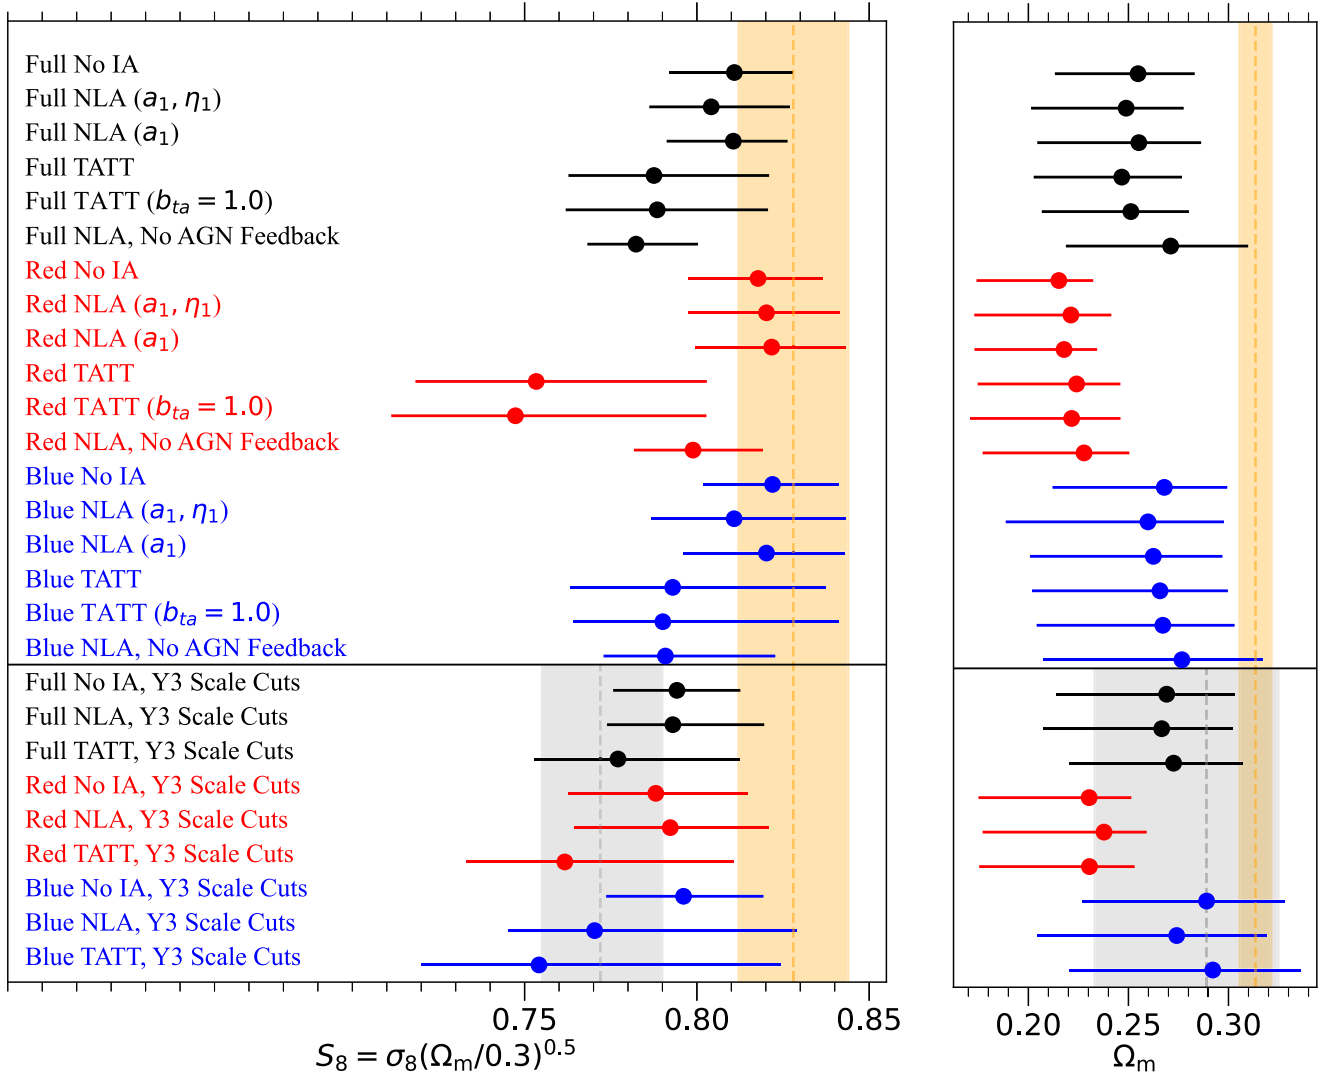 Full No IA
Full NLA (a₁, η₁)
Full NLA (a₁)
Full TATT
Full TATT (bₜₐ = 1.0)
Full NLA, No AGN Feedback
Red No IA
Red NLA (a₁, η₁)
Red NLA (a₁)
Red TATT
Red TATT (bₜₐ = 1.0)
Red NLA, No AGN Feedback
Blue No IA
Blue NLA (a₁, η₁)
Blue NLA (a₁)
Blue TATT
Blue TATT (bₜₐ = 1.0)
Blue NLA, No AGN Feedback
Full No IA, Y3 Scale Cuts
Full NLA, Y3 Scale Cuts
Full TATT, Y3 Scale Cuts
Red No IA, Y3 Scale Cuts
Red NLA, Y3 Scale Cuts
Red TATT, Y3 Scale Cuts
Blue No IA, Y3 Scale Cuts
Blue NLA, Y3 Scale Cuts
Blue TATT, Y3 Scale Cuts
0.75 0.80 0.85
S₈ = σ₈(Ωₘ/0.3)⁰·⁵
0.20 0.25 0.30
Ωₘ